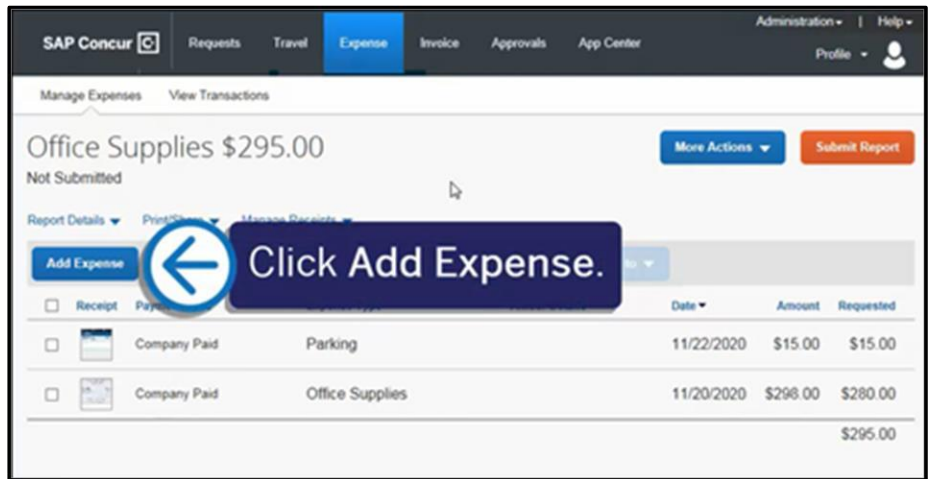 Administration | Help
SAP Concur C Requests Travel Expense Invoice Approvals App Center
Profile
Manage Expenses View Transactions
Office Supplies $295.00
More Actions Submit Report
Not Submitted
Report Details Print/Share Manage Receipts
Add Expense Click Add Expense.
Receipt Date Amount Requested
Company Paid Parking 11/22/2020 $15.00 $15.00
Company Paid Office Supplies 11/20/2020 $298.00 $280.00
$295.00